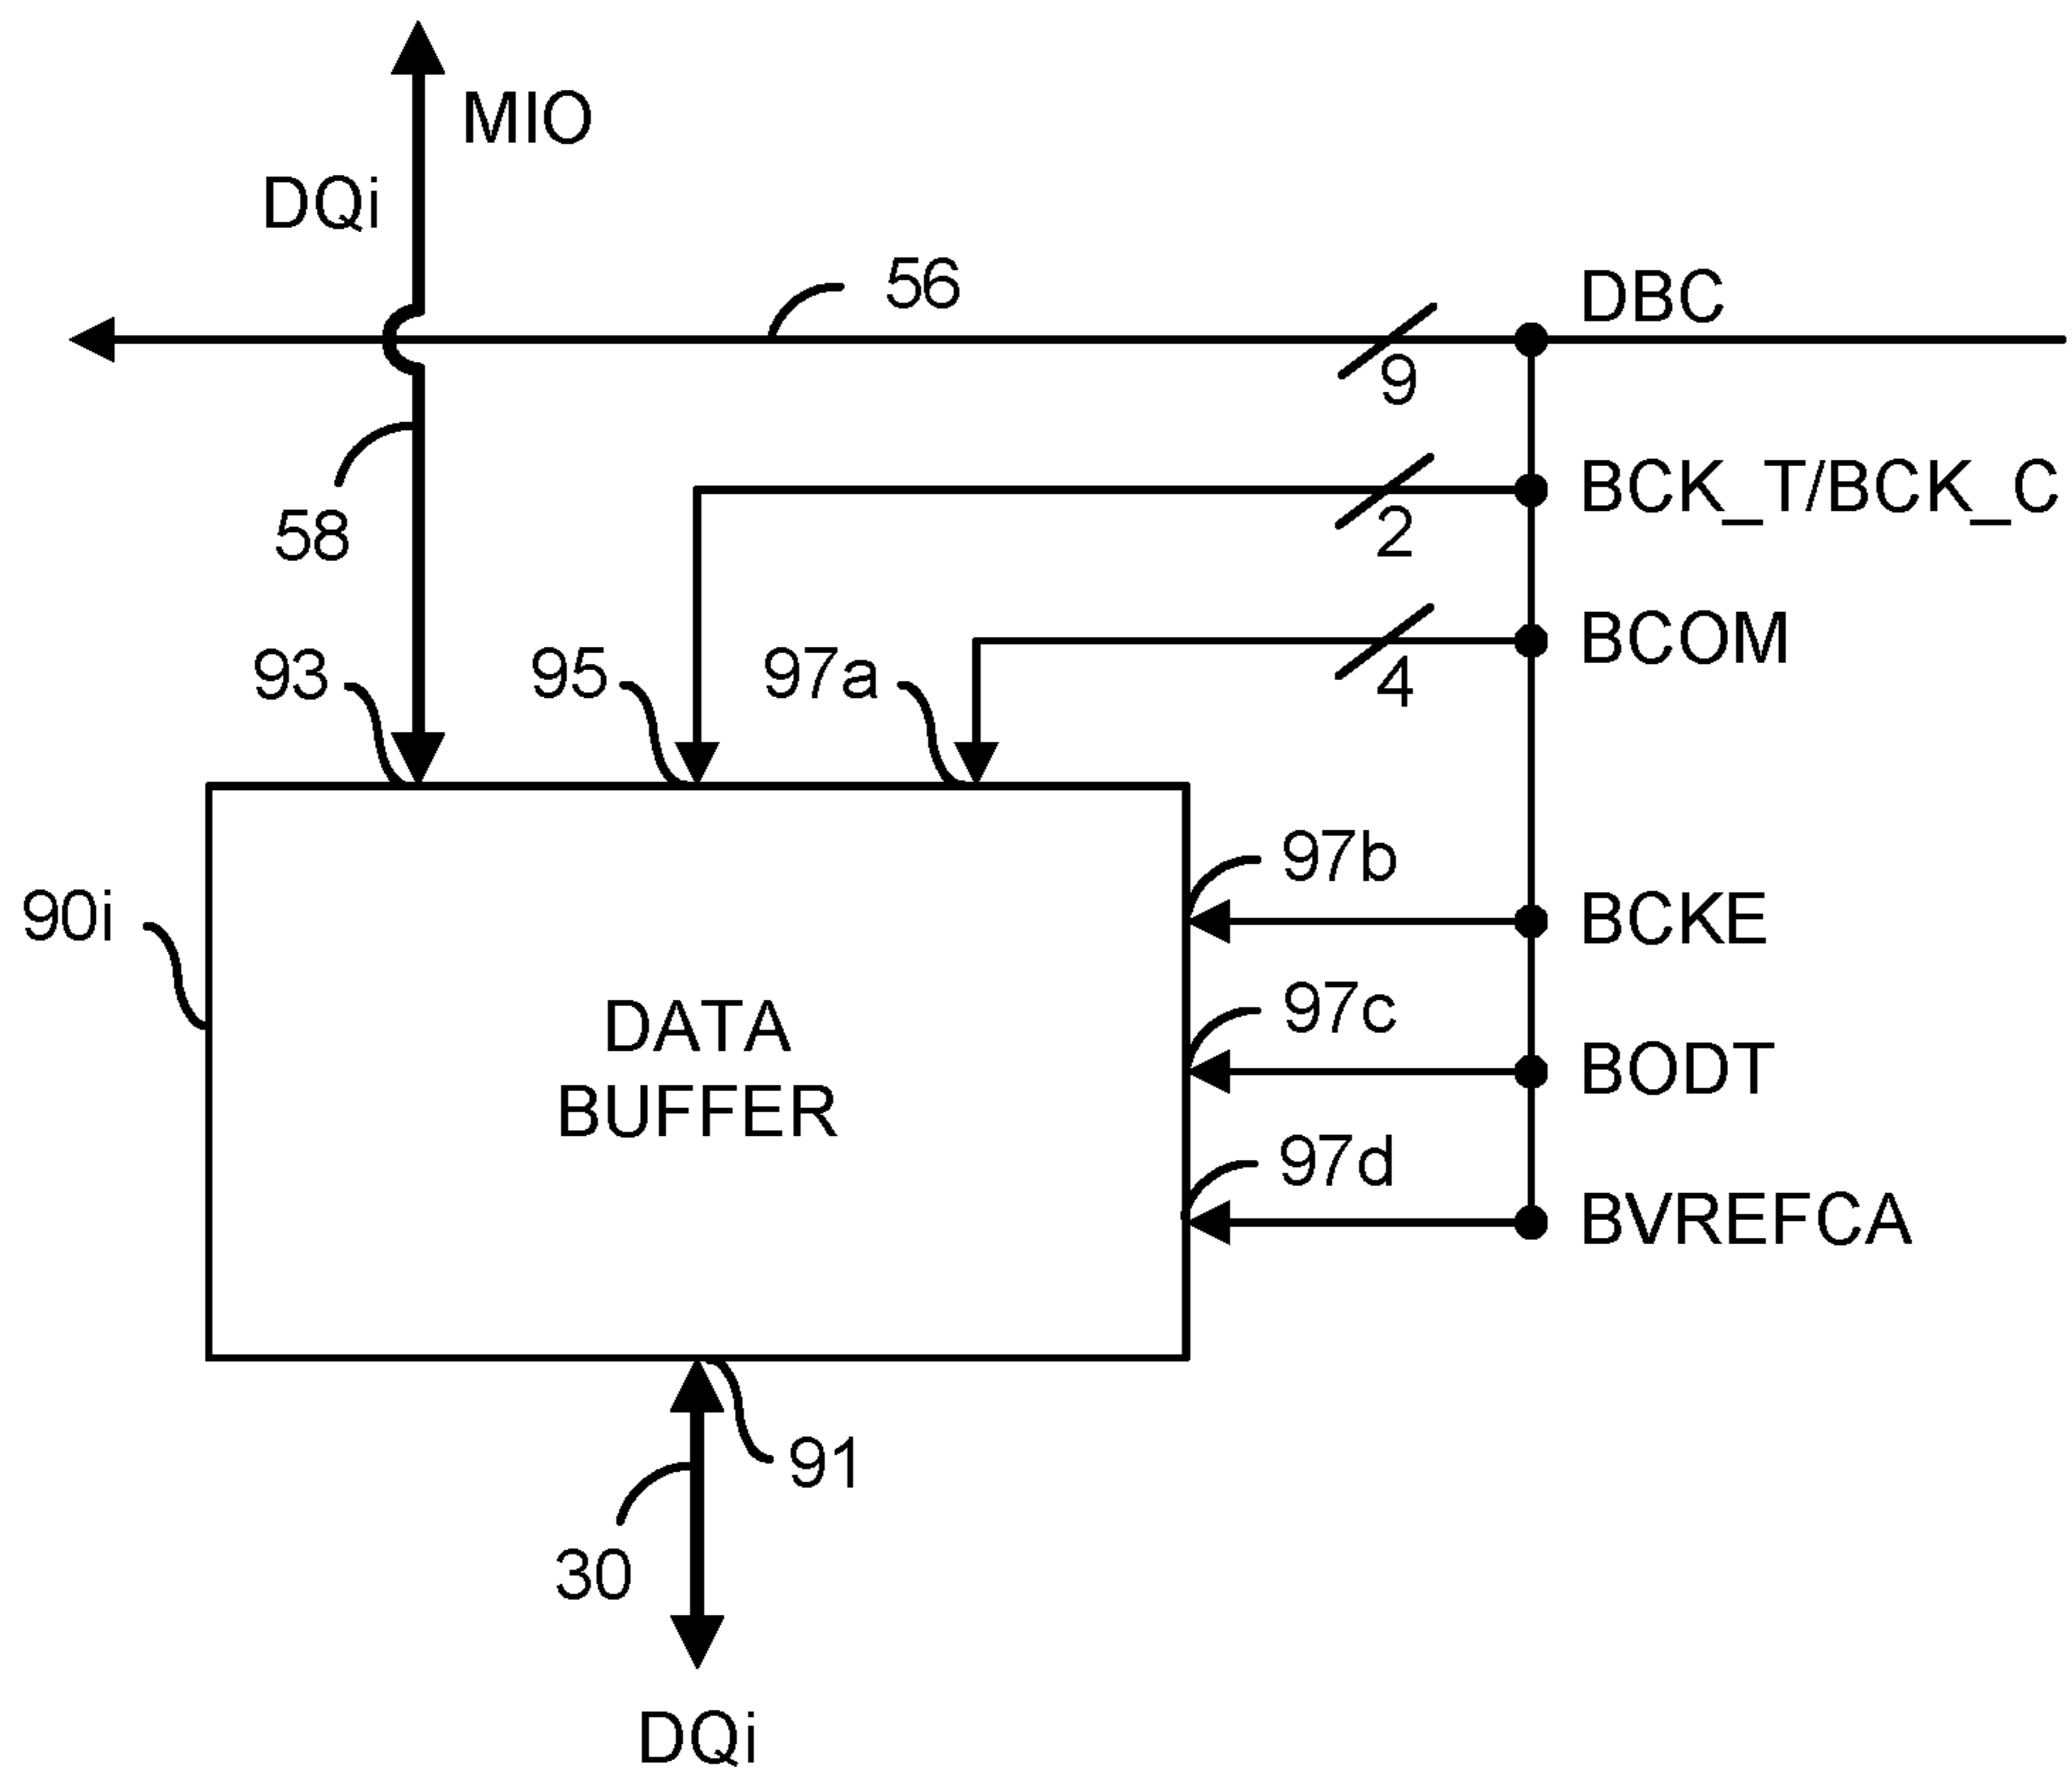 MIO
DQi
56
DBC
9
58
BCK_T/BCK_C
2
BCOM
4
93
95
97a
97b
90i
BCKE
97c
DATA
BUFFER
BODT
97d
BVREFCA
91
30
DQi